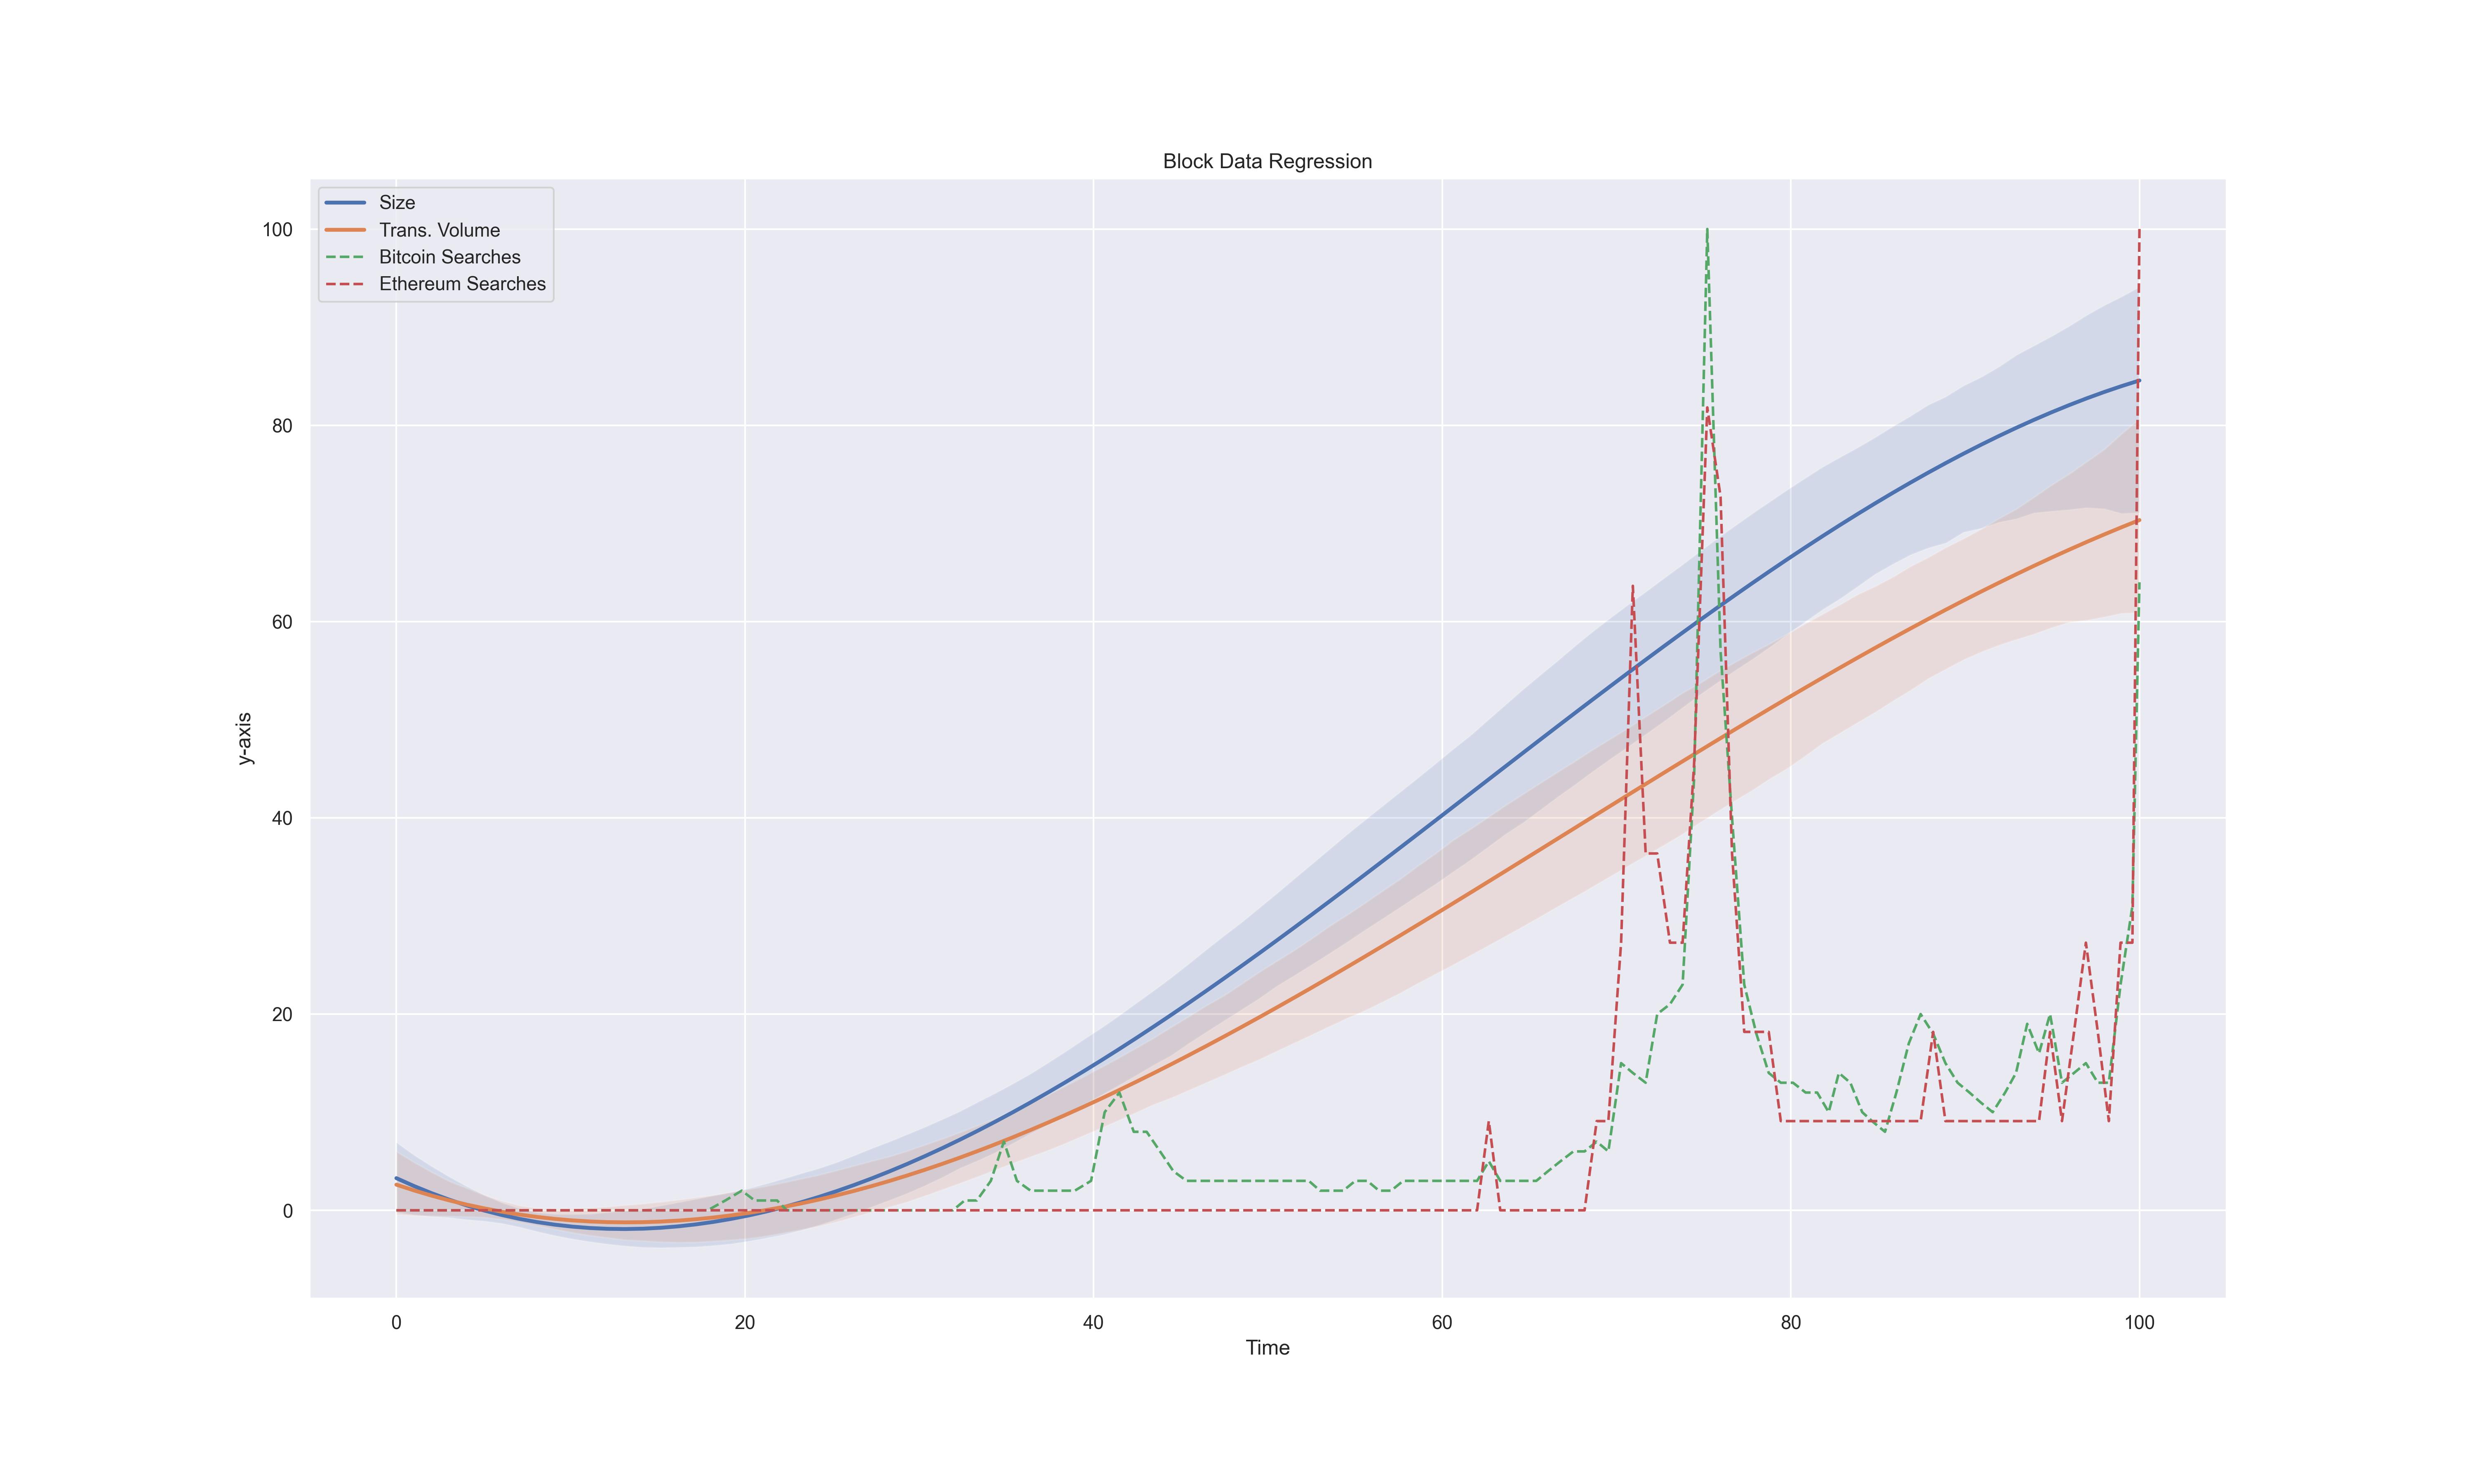 Block Data Regression
Size
Trans. Volume
Bitcoin Searches
Ethereum Searches
100
80
60
40
20
0
y-axis
0 20 40 60 80 100
Time